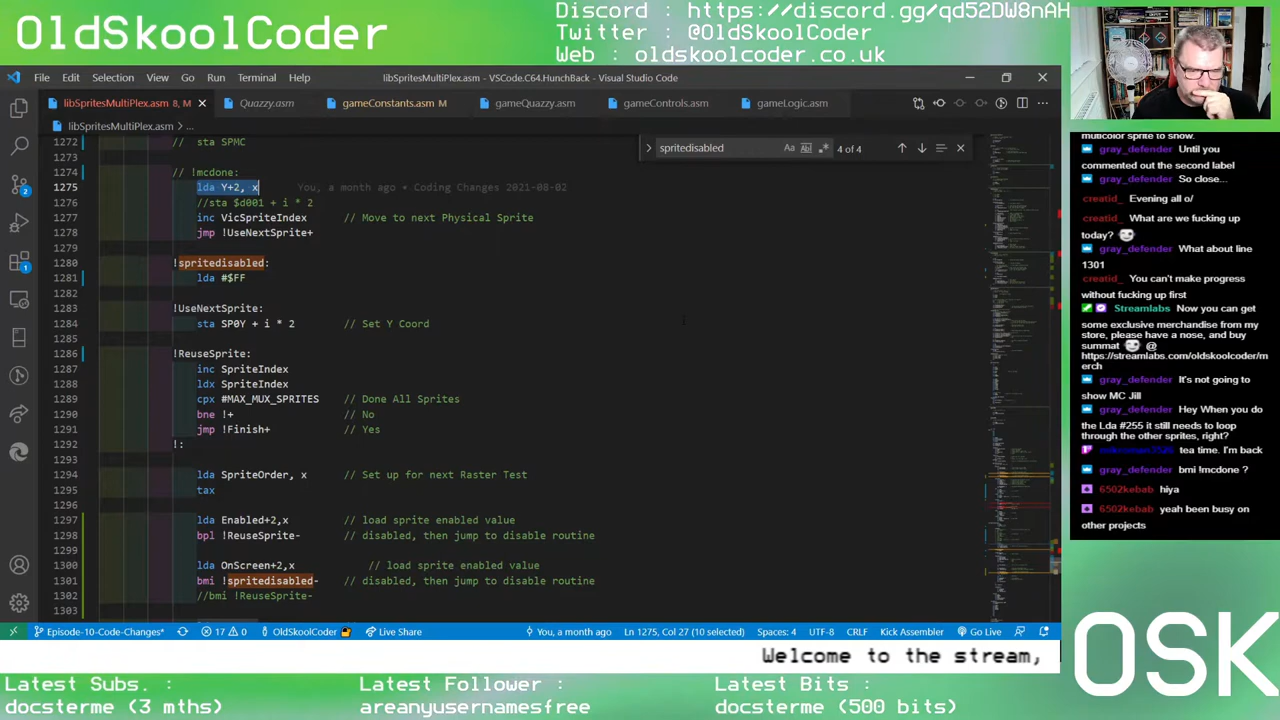 OldSkoolCoder
Discord : https://discord.gg/qd52DW8nAH
Twitter : @OldSkoolCoder
Web : oldskoolcoder.co.uk
File Edit Selection View Go Run Terminal Help
libSpritesMultiPlex.asm - VSCode.C64.HunchBack - Visual Studio Code
libSpritesMultiPlex.asm 8, M
Quazzy.asm
gameConstants.asm M
gameQuazzy.asm
gameControls.asm
gameLogic.asm
libSpritesMultiPlex.asm > ...
spritedisabled
4 of 4
1272 // sta SPMC
1273
1274 // !mcdone:
1275 lda Y+2, x You, a month ago • Coding Changes 2021-08-02
1276 //sta $d001 + i * 2
1277 inc VicSpriteIndex // Move to next Physical Sprite
1278 jmp !UseNextSprite+
1279
1280 !spritedisabled:
1281 lda #$FF
1282
1283 !UseNextSprite:
1284 sta SP0Y + i * 2 // Set Y Coord
1285
1286 !ReuseSprite:
1287 inc SpriteIndex
1288 ldx SpriteIndex
1289 cpx #MAX_MUX_SPRITES // Done All Sprites
1290 bne !+ // No
1291 jmp !Finish+ // Yes
1292 !:
1293
1294 lda SpriteOrder, // Set up for next Raster Test
1295 tax
1296
1297 lda Enabled+2,x // load sprite enabled value
1298 bpl !ReuseSprite- // disabled, then jump to disable routine
1299
1300 lda OnScreen+2,x // load sprite enabled value
1301 bmi !spritedisabled- // disabled, then jump to disable routine
1302 //bmi !ReuseSprite-
1303
Episode-10-Code-Changes* 17 0 OldSkoolCoder Live Share You, a month ago Ln 1275, Col 27 (10 selected) Spaces: 4 UTF-8 CRLF Kick Assembler Go Live
multicolor sprite to show.
gray_defender Until you
commented out the second label
gray_defender So close...
creatid_ Evening all o/
creatid_ What are we fucking up
today?
gray_defender What about line
1301
creatid_ You can't make progress
without fucking up first
Streamlabs Now you can get
some exclusive merchandise from my
store, please have a nose, and buy
summat @
https://streamlabs.com/oldskoolcoder/m
erch
gray_defender It's not going to
show MC Jill
gray_defender Hey When you do
the Lda #255 it still needs to loop
through the other sprites, right?
tea time. I'm back
gray_defender bmi !mcdone ?
6502kebab hiya
6502kebab yeah been busy on
other projects
Welcome to the stream,
OSK
Latest Subs. :
docsterme (3 mths)
Latest Follower :
areanyusernamesfree
Latest Bits :
docsterme (500 bits)